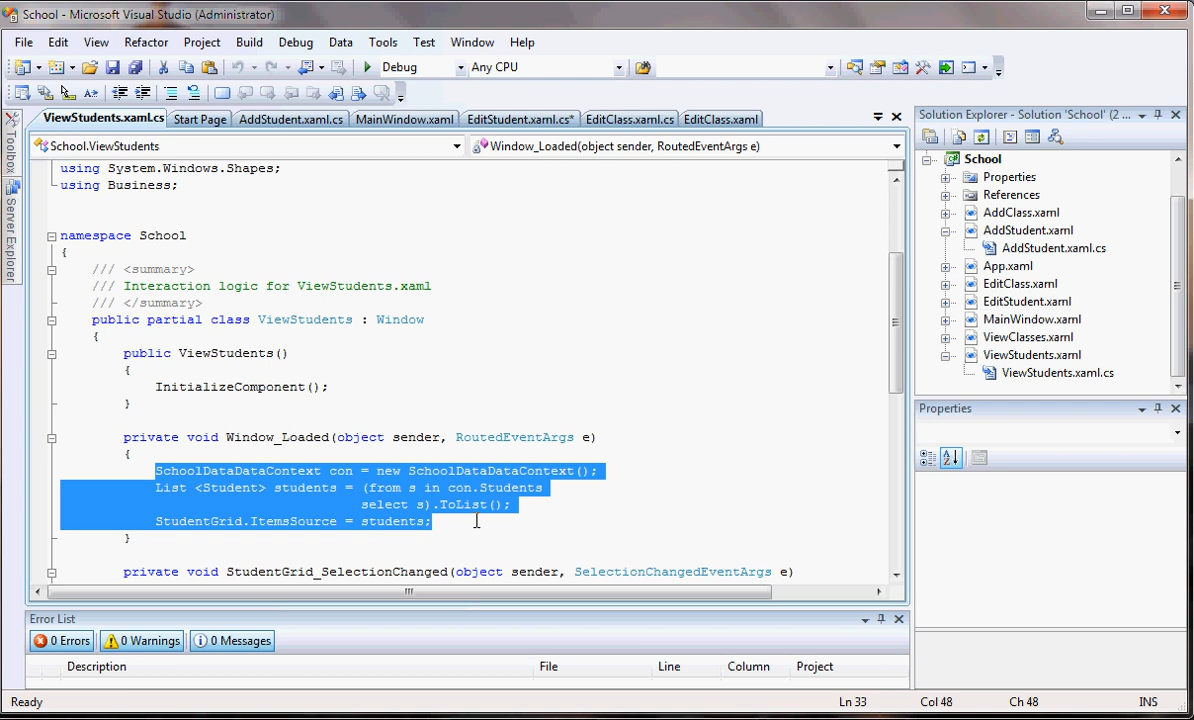 School - Microsoft Visual Studio (Administrator)
File Edit View Refactor Project Build Debug Data Tools Test Window Help
Debug Any CPU
ViewStudents.xaml.cs Start Page AddStudent.xaml.cs MainWindow.xaml EditStudent.xaml.cs* EditClass.xaml.cs EditClass.xaml
School.ViewStudents Window_Loaded(object sender, RoutedEventArgs e)
Toolbox
Server Explorer
using System.Windows.Shapes;
using Business;
namespace School
{
/// <summary>
/// Interaction logic for ViewStudents.xaml
/// </summary>
public partial class ViewStudents : Window
{
public ViewStudents()
{
InitializeComponent();
}
private void Window_Loaded(object sender, RoutedEventArgs e)
{
SchoolDataDataContext con = new SchoolDataDataContext();
List <Student> students = (from s in con.Students
select s).ToList();
StudentGrid.ItemsSource = students;
}
private void StudentGrid_SelectionChanged(object sender, SelectionChangedEventArgs e)
Solution Explorer - Solution 'School' (2 ...
School
Properties
References
AddClass.xaml
AddStudent.xaml
AddStudent.xaml.cs
App.xaml
EditClass.xaml
EditStudent.xaml
MainWindow.xaml
ViewClasses.xaml
ViewStudents.xaml
ViewStudents.xaml.cs
Properties
Error List
0 Errors 0 Warnings 0 Messages
Description File Line Column Project
Ready Ln 33 Col 48 Ch 48 INS